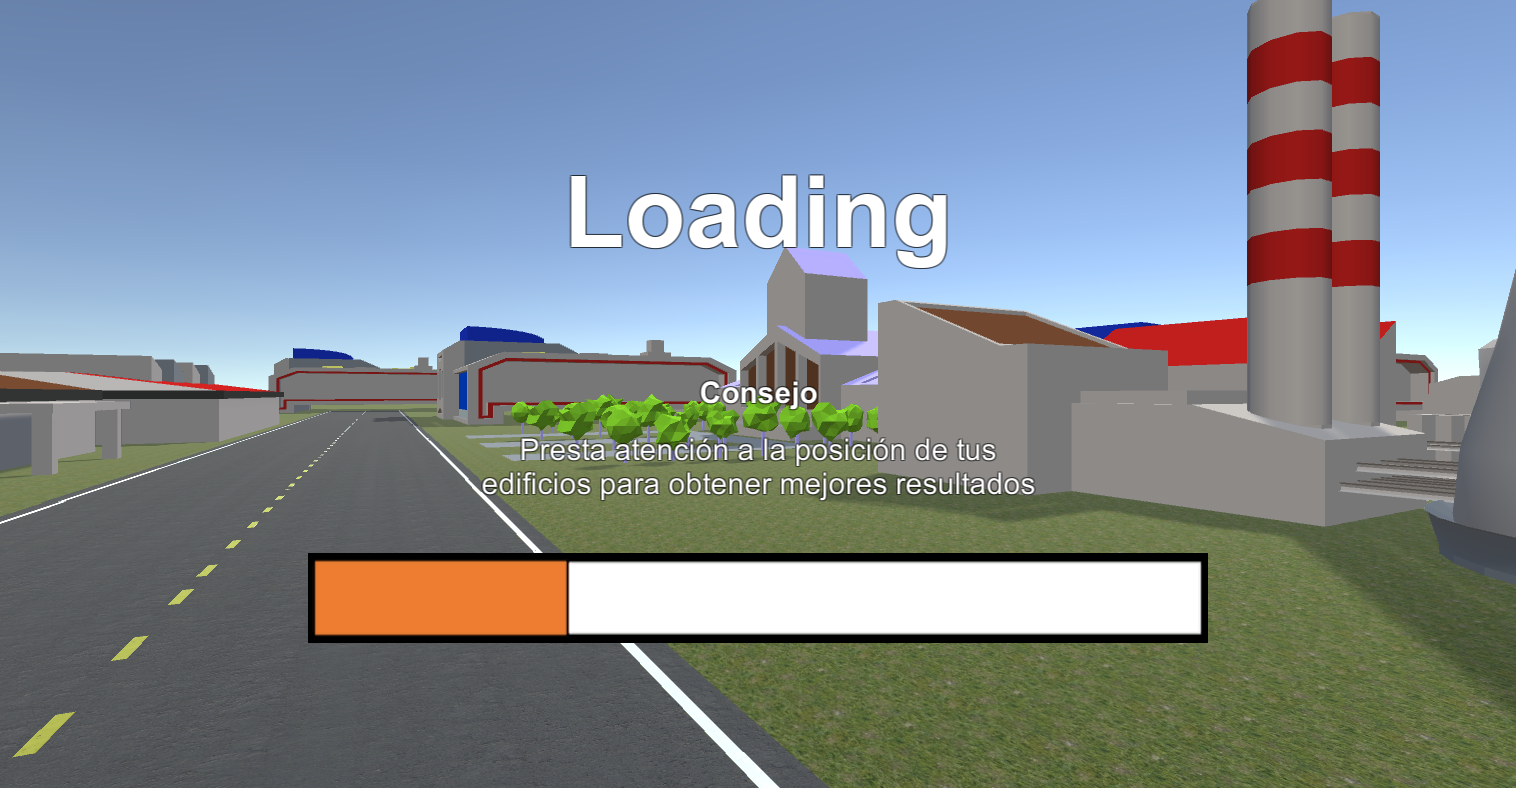 Loading
Consejo
Presta atención a la posición de tus
edificios para obtener mejores resultados